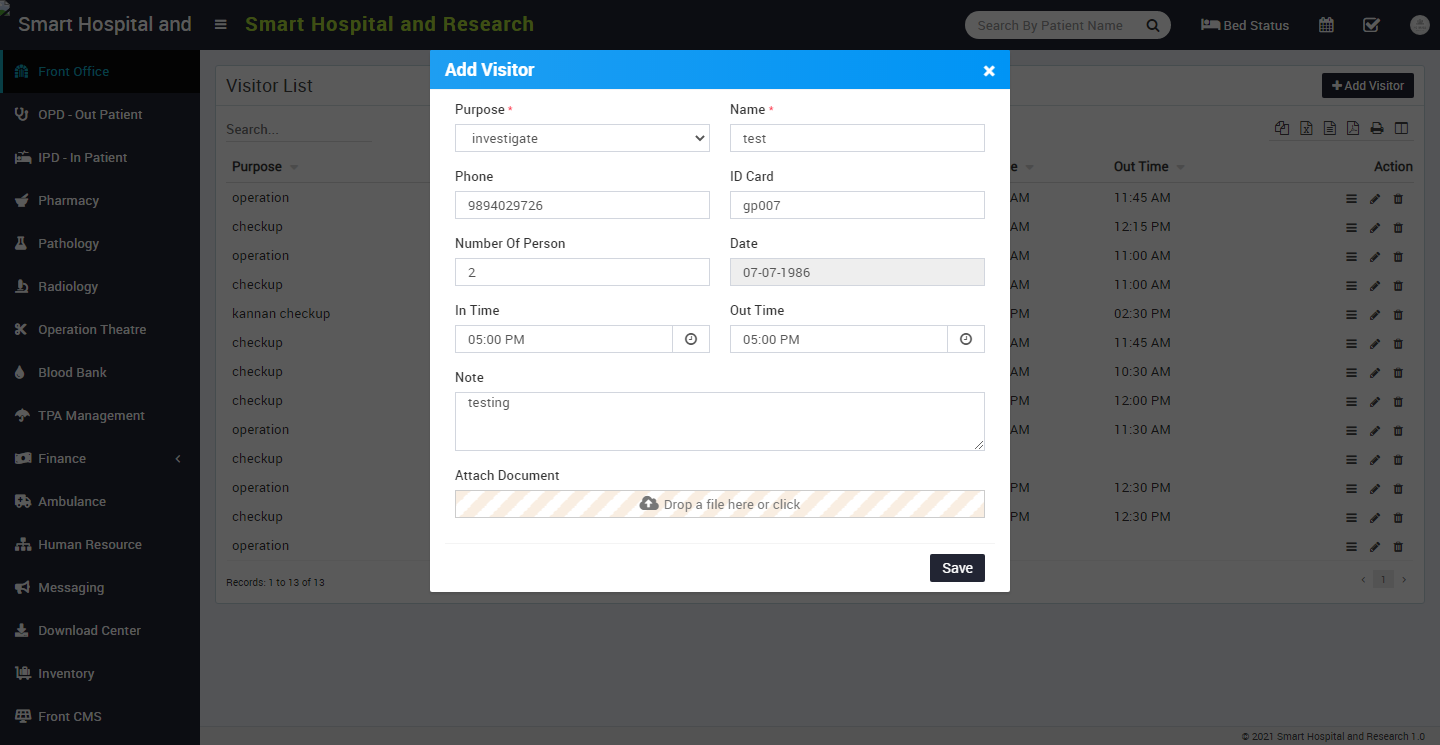 Smart Hospital and
Smart Hospital and Research
Search By Patient Name
Bed Status
Front Office
OPD - Out Patient
IPD - In Patient
Pharmacy
Pathology
Radiology
Operation Theatre
Blood Bank
TPA Management
Finance
Ambulance
Human Resource
Messaging
Download Center
Inventory
Front CMS
Visitor List
Add Visitor
Search...
Purpose
e
Out Time
Action
operation
AM
11:45 AM
checkup
AM
12:15 PM
operation
AM
11:00 AM
checkup
AM
11:00 AM
kannan checkup
PM
02:30 PM
checkup
AM
11:45 AM
checkup
AM
10:30 AM
checkup
PM
12:00 PM
operation
AM
11:30 AM
checkup
operation
PM
12:30 PM
checkup
PM
12:30 PM
operation
Records: 1 to 13 of 13
1
Add Visitor
Purpose *
Name *
investigate
test
Phone
ID Card
9894029726
gp007
Number Of Person
Date
2
07-07-1986
In Time
Out Time
05:00 PM
05:00 PM
Note
testing
Attach Document
Drop a file here or click
Save
© 2021 Smart Hospital and Research 1.0